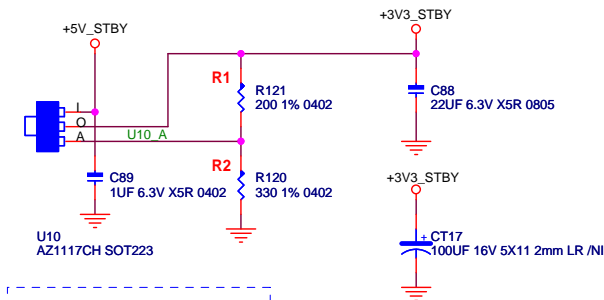 +5V_STBY
+3V3_STBY
R1
R121
200 1% 0402
C88
22UF 6.3V X5R 0805
I
O
A
U10_A
R2
R120
330 1% 0402
C89
1UF 6.3V X5R 0402
+3V3_STBY
U10
AZ1117CH SOT223
+
CT17
100UF 16V 5X11 2mm LR /NI